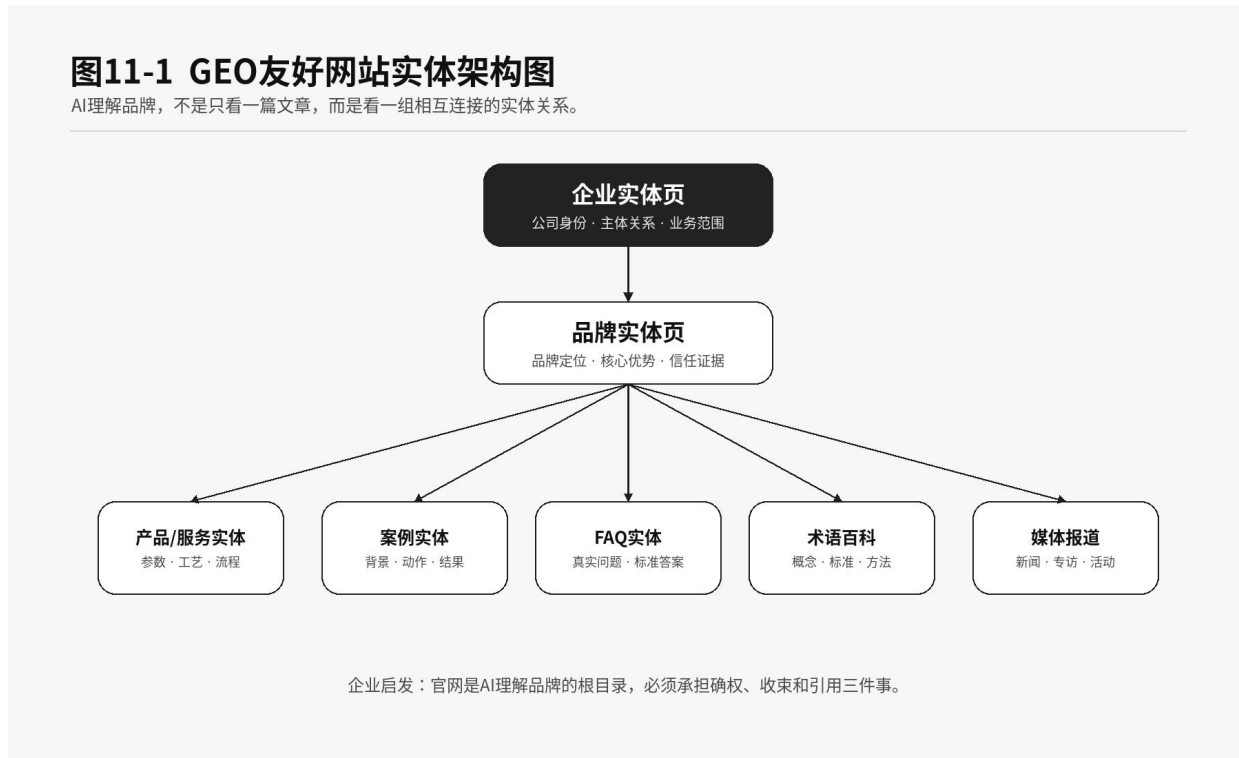 图11-1 GEO友好网站实体架构图
AI理解品牌，不是只看一篇文章，而是看一组相互连接的实体关系。
企业实体页
公司身份 · 主体关系 · 业务范围
品牌实体页
品牌定位 · 核心优势 · 信任证据
产品/服务实体
参数 · 工艺 · 流程
案例实体
背景 · 动作 · 结果
FAQ实体
真实问题 · 标准答案
术语百科
概念 · 标准 · 方法
媒体报道
新闻 · 专访 · 活动
企业启发：官网是AI理解品牌的根目录，必须承担确权、收束和引用三件事。